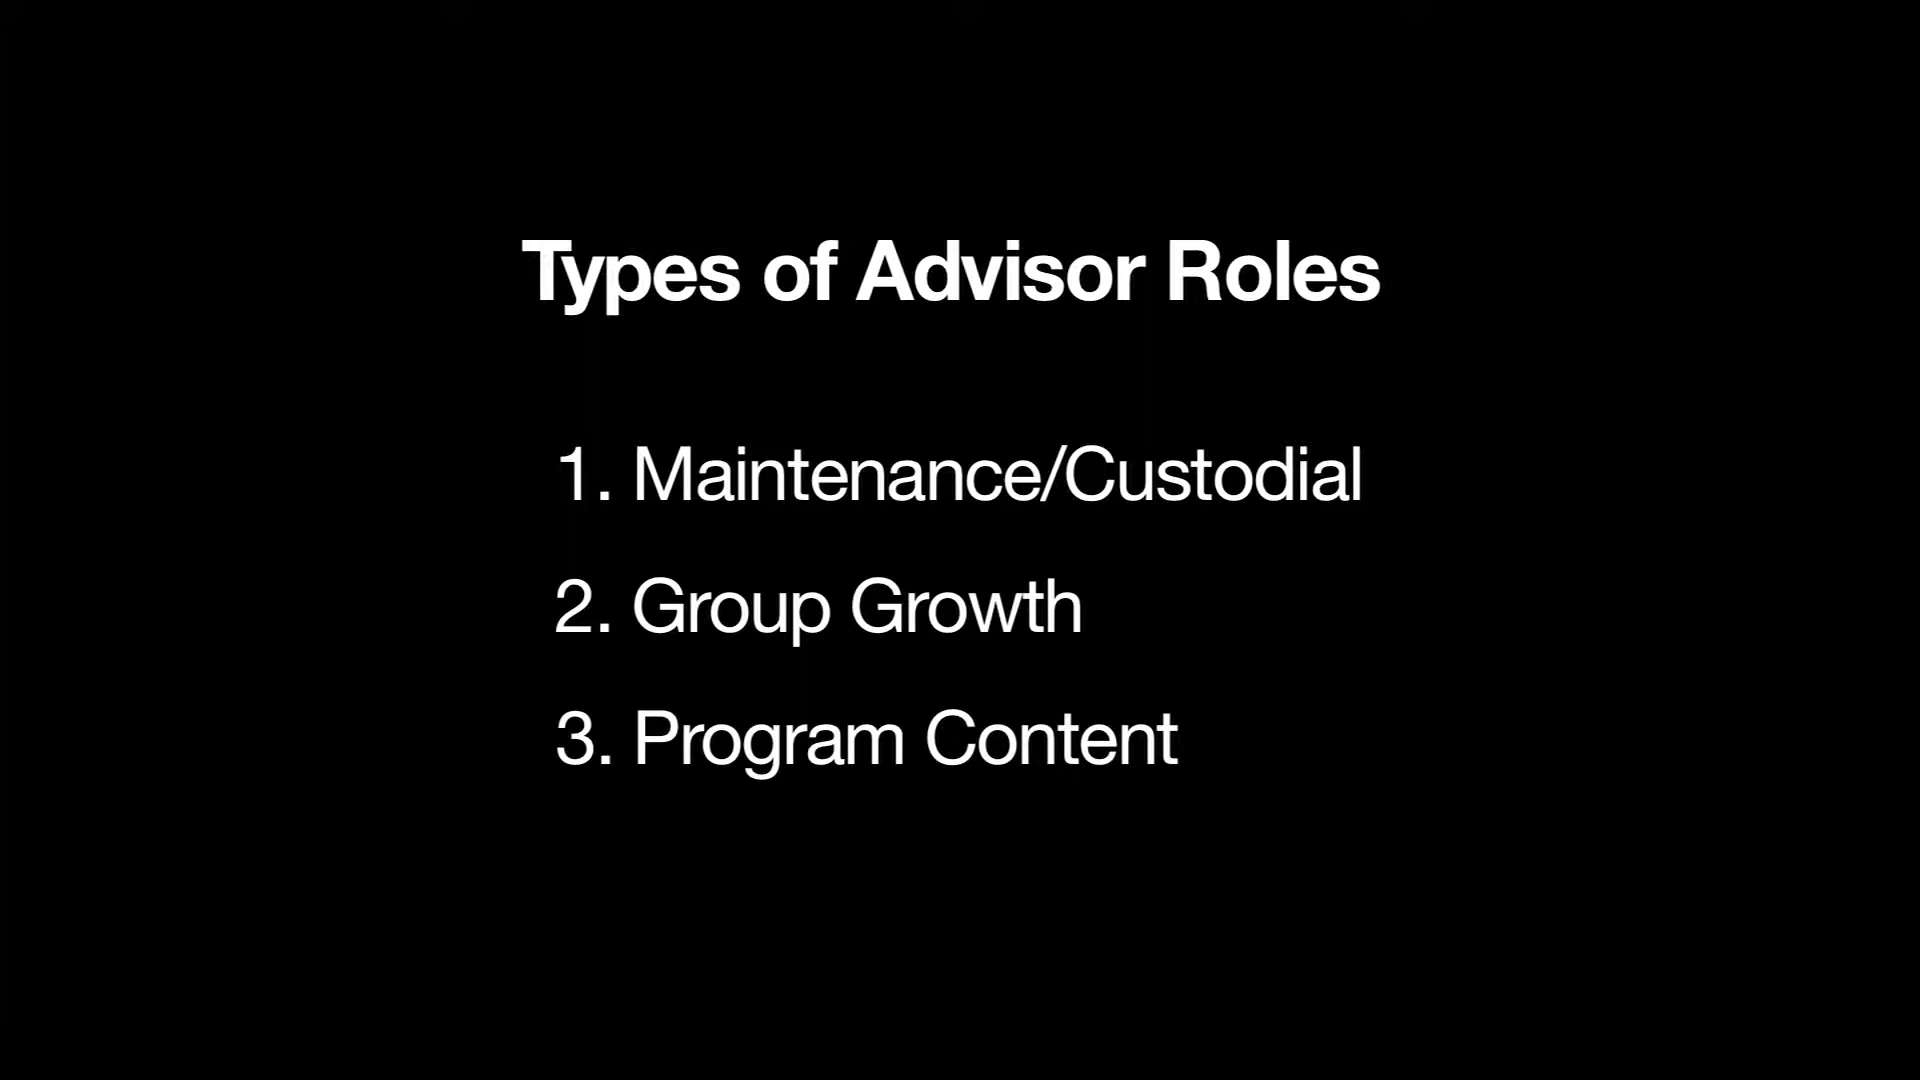 Types of Advisor Roles
1. Maintenance/Custodial
2. Group Growth
3. Program Content